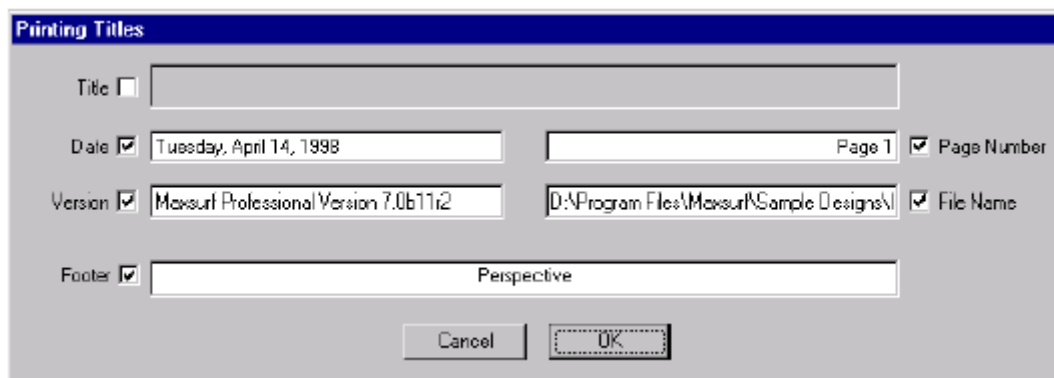 Printing Titles
Title
Date Tuesday, April 14, 1998 Page 1 Page Number
Version Maxsurf Professional Version 7.0b11r2 D:\Program Files\Maxsurf\Sample Designs\ File Name
Footer Perspective
Cancel OK